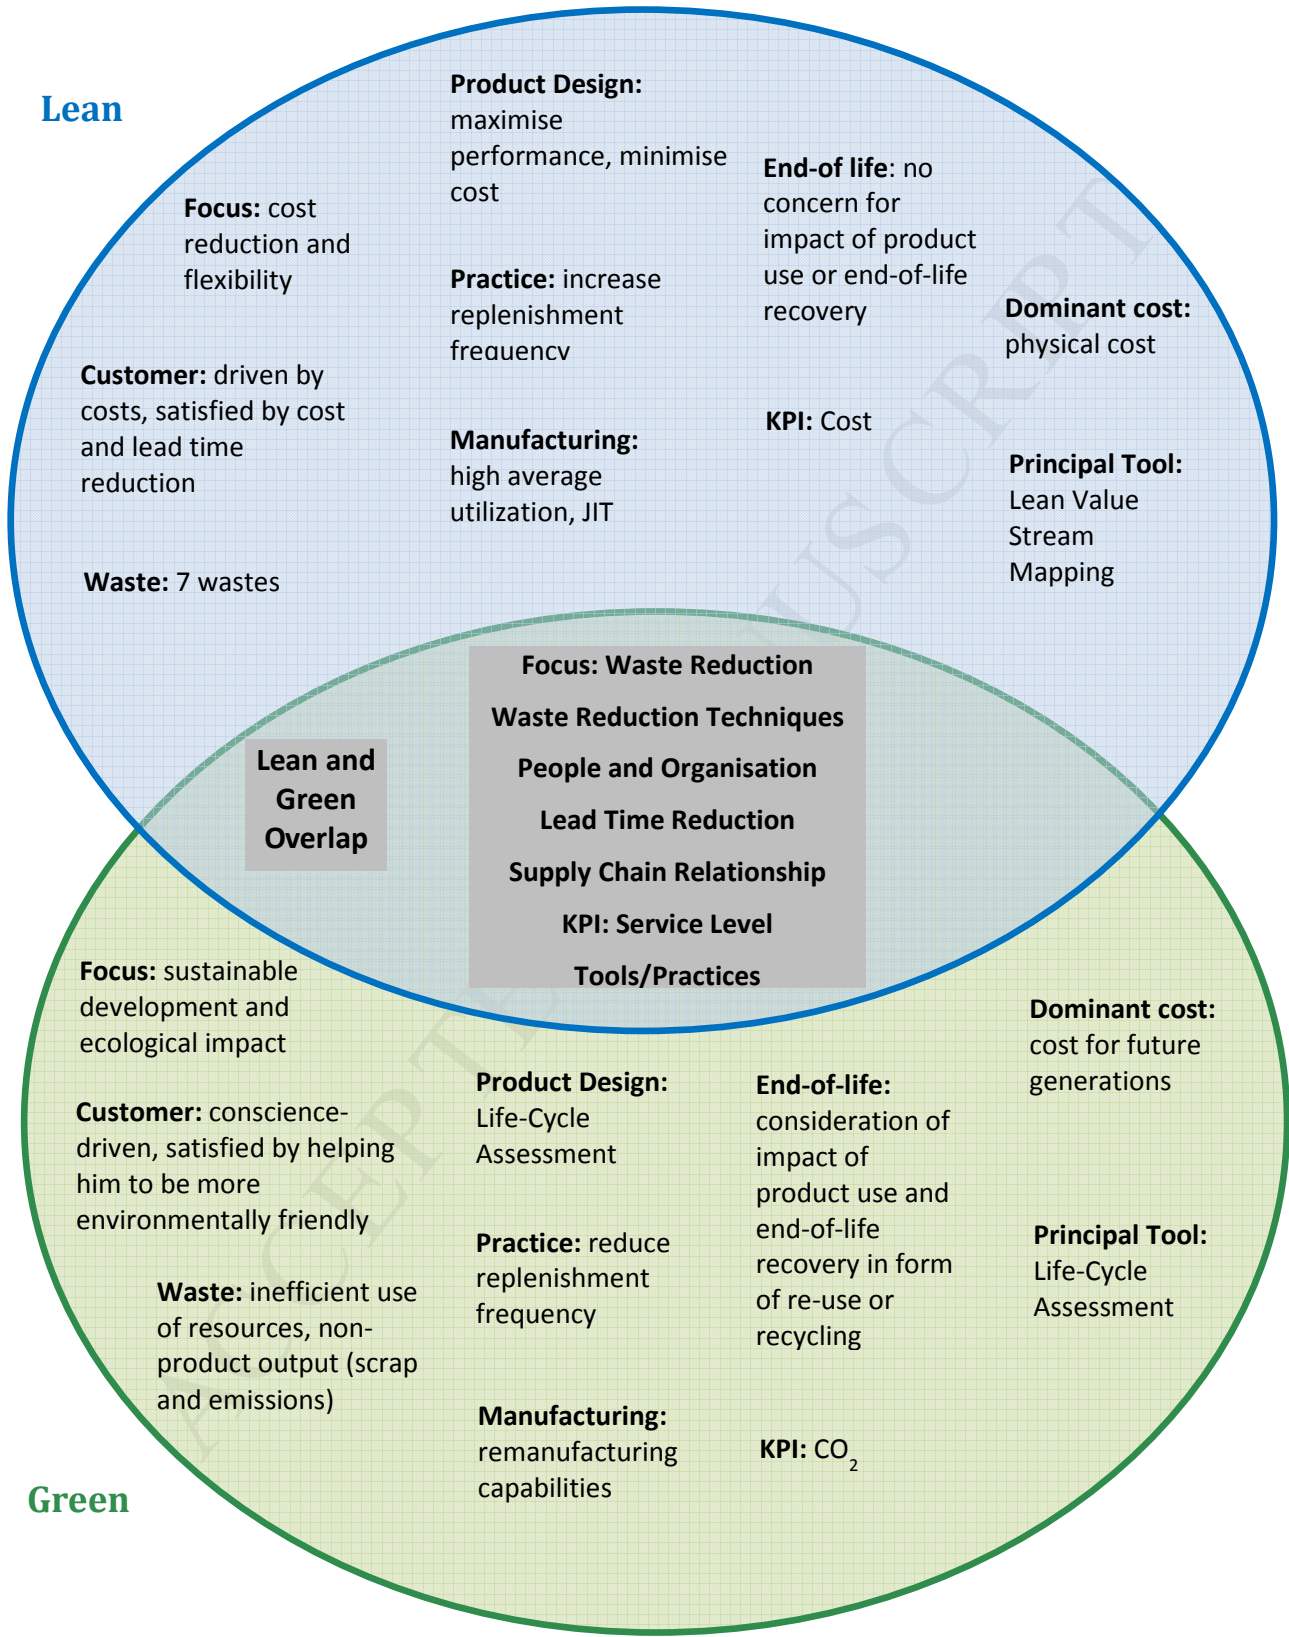 Lean
Product Design:
maximise
performance, minimise
cost
Focus: cost
reduction and
flexibility
End-of life: no
concern for
impact of product
use or end-of-life
recovery
Practice: increase
replenishment
frequency
Dominant cost:
physical cost
Customer: driven by
costs, satisfied by cost
and lead time
reduction
KPI: Cost
Manufacturing:
high average
utilization, JIT
Principal Tool:
Lean Value
Stream
Mapping
Waste: 7 wastes
Focus: Waste Reduction
Waste Reduction Techniques
People and Organisation
Lead Time Reduction
Supply Chain Relationship
KPI: Service Level
Tools/Practices
Lean and
Green
Overlap
Focus: sustainable
development and
ecological impact
Dominant cost:
cost for future
generations
Product Design:
Life-Cycle
Assessment
End-of-life:
consideration of
impact of
product use and
end-of-life
recovery in form
of re-use or
recycling
Customer: conscience-
driven, satisfied by helping
him to be more
environmentally friendly
Practice: reduce
replenishment
frequency
Principal Tool:
Life-Cycle
Assessment
Waste: inefficient use
of resources, non-
product output (scrap
and emissions)
Manufacturing:
remanufacturing
capabilities
KPI: CO₂
Green